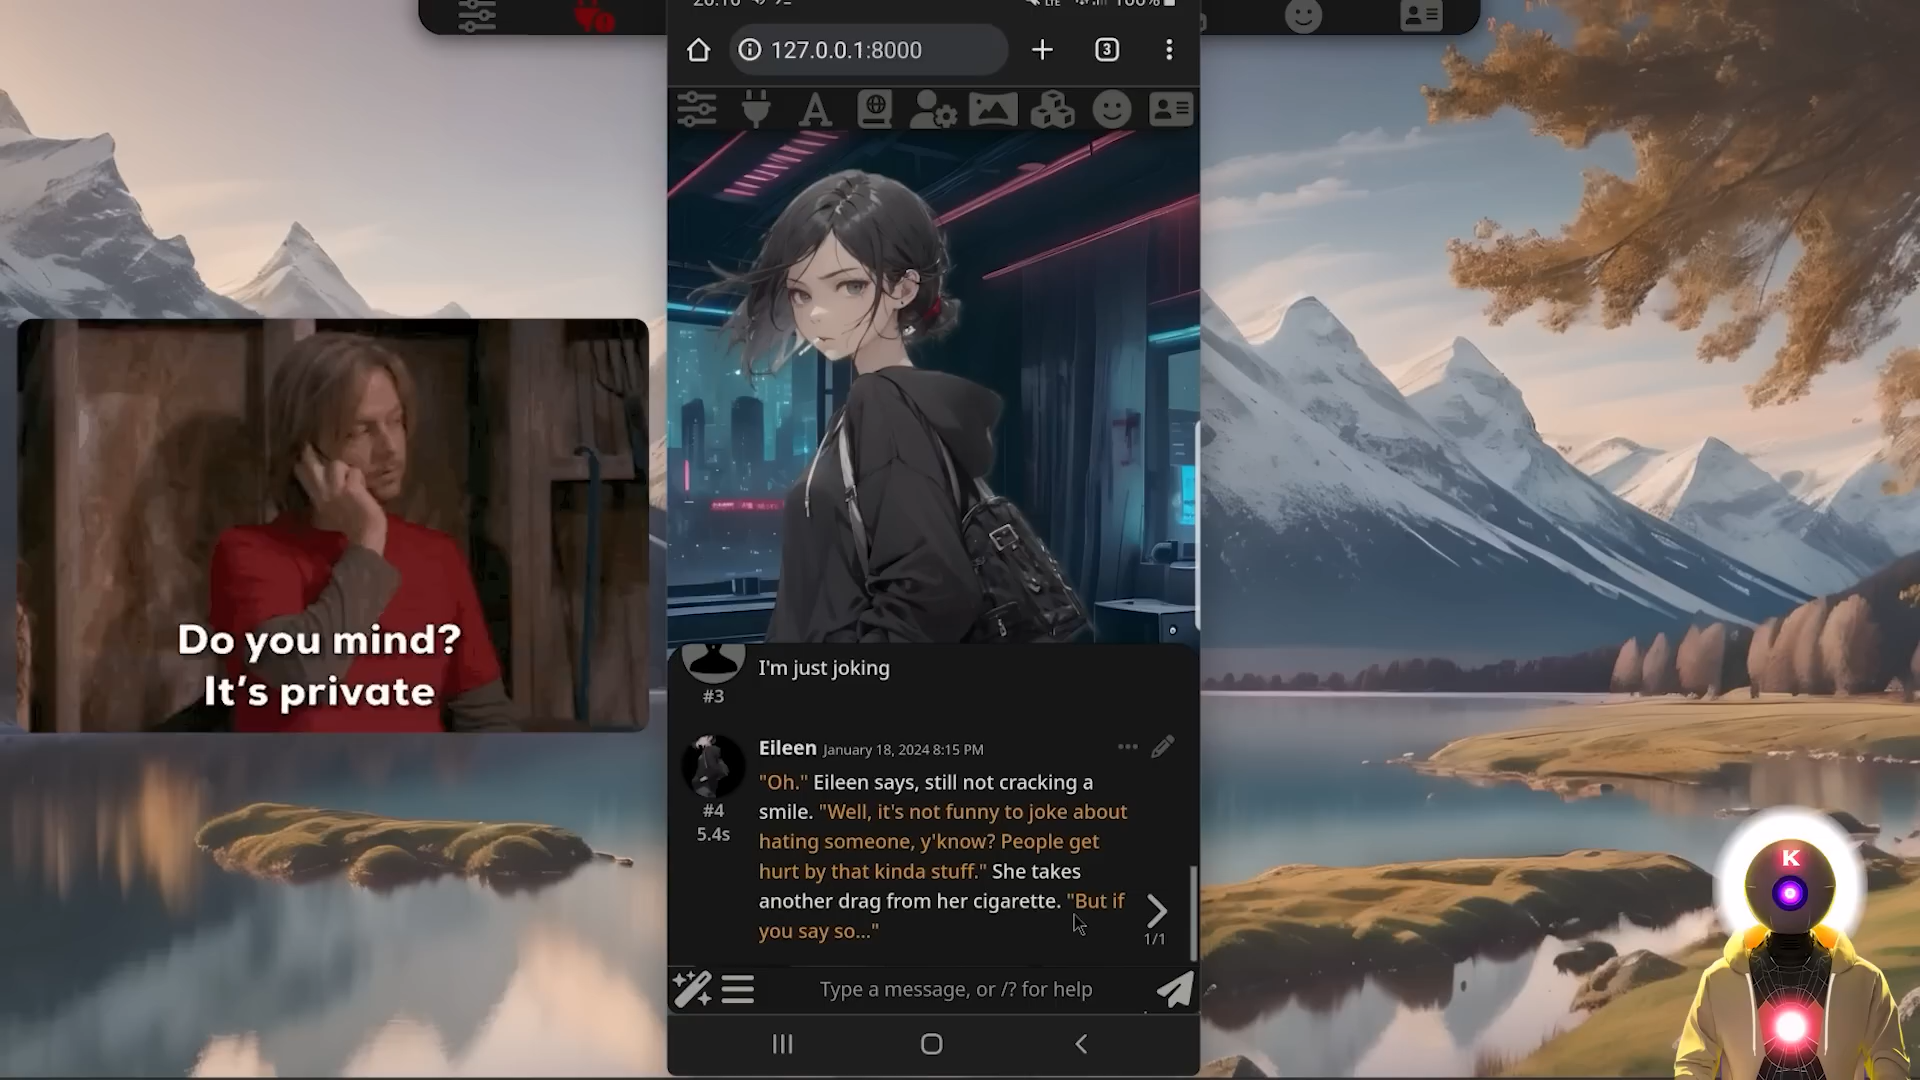 127.0.0.1:8000
3
Do you mind?
It's private
I'm just joking
#3
Eileen January 18, 2024 8:15 PM
#4
5.4s
"Oh." Eileen says, still not cracking a
smile. "Well, it's not funny to joke about
hating someone, y'know? People get
hurt by that kinda stuff." She takes
another drag from her cigarette. "But if
you say so..."
1/1
Type a message, or /? for help
K